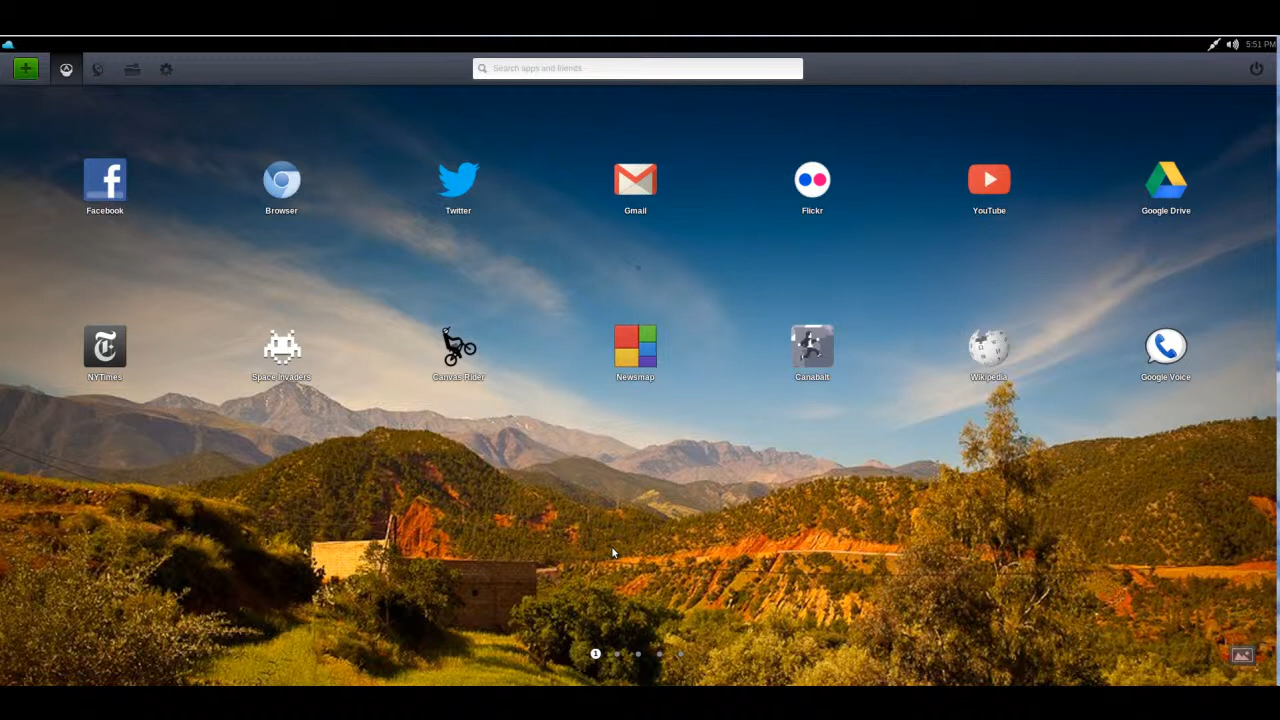 5:51 PM
Search apps and friends
Facebook
Browser
Twitter
Gmail
Flickr
YouTube
Google Drive
NYTimes
Space Invaders
Canvas Rider
Newsmap
Canabalt
Wikipedia
Google Voice
1